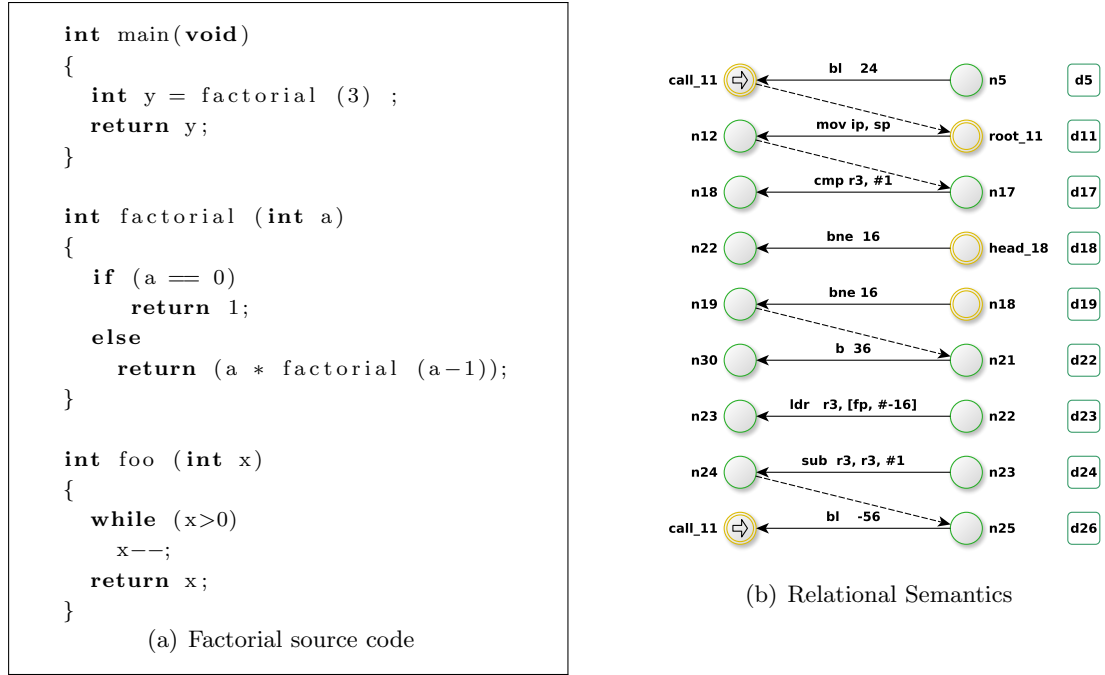 int main(void)
{
int y = factorial (3) ;
return y;
}
int factorial (int a)
{
if (a == 0)
return 1;
else
return (a * factorial (a−1));
}
int foo (int x)
{
while (x>0)
x−−;
return x;
}
(a) Factorial source code
call_11 bl 24 n5 d5
mov ip, sp root_11 d11
n12
n18 cmp r3, #1 n17 d17
n22 bne 16 head_18 d18
n19 bne 16 n18 d19
n30 b 36 n21 d22
n23 ldr r3, [fp, #-16] n22 d23
n24 sub r3, r3, #1 n23 d24
call_11 bl -56 n25 d26
(b) Relational Semantics